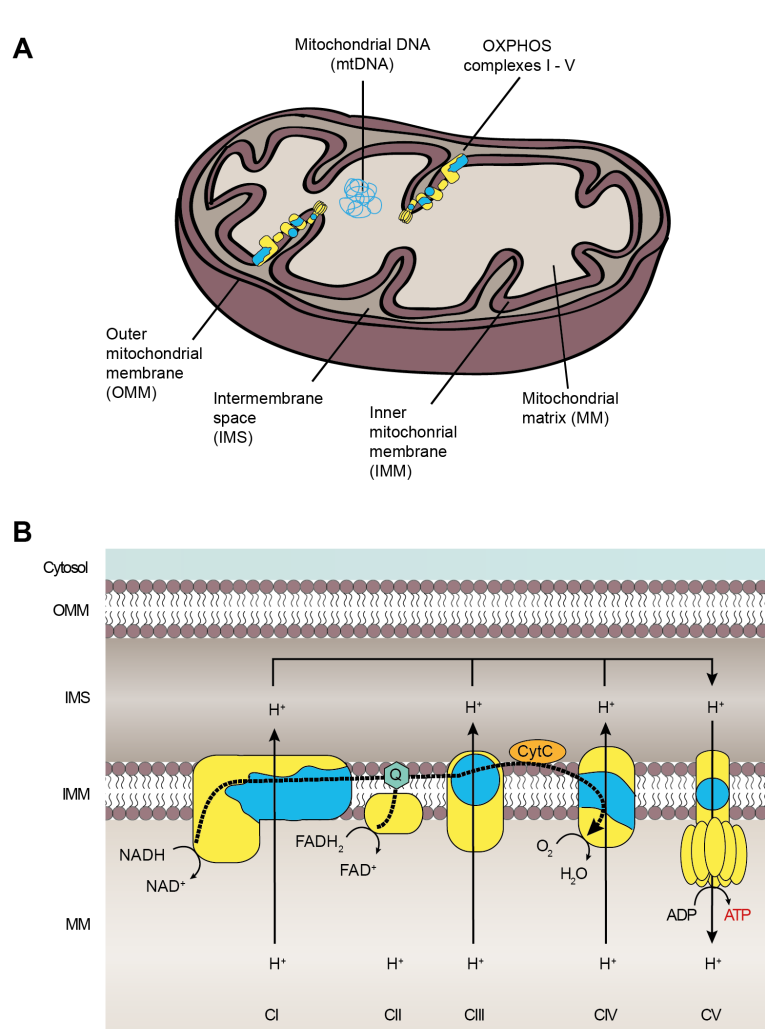 A
Mitochondrial DNA
(mtDNA)
OXPHOS
complexes I - V
Outer
mitochondrial
membrane
(OMM)
Intermembrane
space
(IMS)
Inner
mitochonrial
membrane
(IMM)
Mitochondrial
matrix (MM)
B
Cytosol
OMM
IMS
H⁺ H⁺ H⁺ H⁺
CytC
Q
IMM
NADH
NAD⁺
FADH₂
FAD⁺
O₂
H₂O
ADP ATP
MM
H⁺ H⁺ H⁺ H⁺ H⁺
CI CII CIII CIV CV